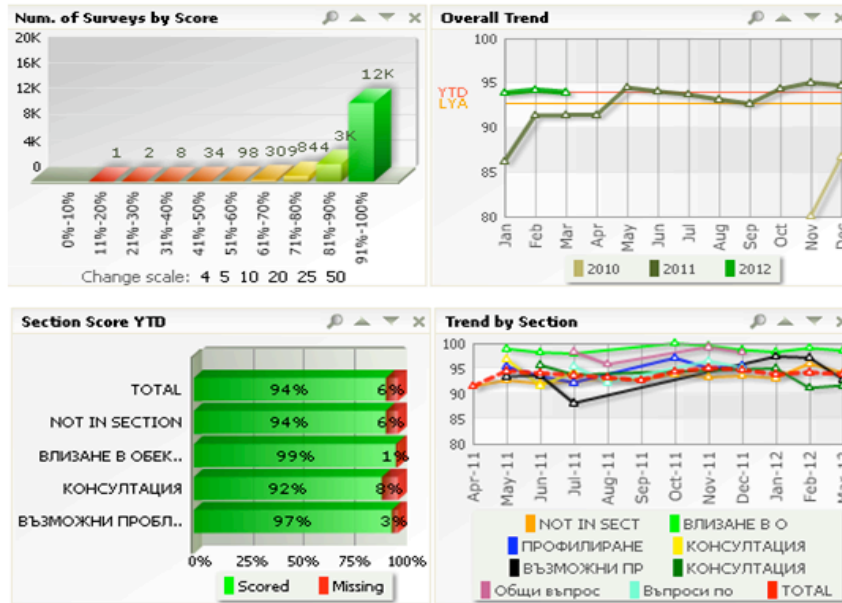 Num. of Surveys by Score
20K
16K
12K
8K
4K
0
1 2 8 34 98 309 844 3K 12K
0%-10% 11%-20% 21%-30% 31%-40% 41%-50% 51%-60% 61%-70% 71%-80% 81%-90% 91%-100%
Change scale: 4 5 10 20 25 50
Overall Trend
100
95
YTD
LYA
90
85
80
Jan Feb Mar Apr May Jun Jul Aug Sep Oct Nov Dec
2010 2011 2012
Section Score YTD
TOTAL 94% 6%
NOT IN SECTION 94% 6%
ВЛИЗАНЕ В ОБЕК.. 99% 1%
КОНСУЛТАЦИЯ 92% 8%
ВЪЗМОЖНИ ПРОБЛ.. 97% 3%
0% 25% 50% 75% 100%
Scored Missing
Trend by Section
100
95
90
85
80
Apr-11 May-11 Jun-11 Jul-11 Aug-11 Sep-11 Oct-11 Nov-11 Dec-11 Jan-12 Feb-12 Mar-12
NOT IN SECT ВЛИЗАНЕ В О
ПРОФИЛИРАНЕ КОНСУЛТАЦИЯ
ВЪЗМОЖНИ ПР КОНСУЛТАЦИЯ
Общи въпрос Въпроси по TOTAL